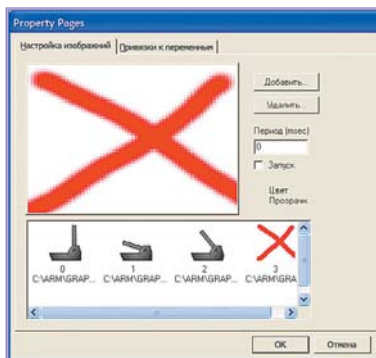 Property Pages
Настройка изображений
Привязки к переменным
Добавить...
Удалить...
Период (msec)
0
Запуск
Цвет
Прозрачн.
0
C:\ARM\GRAP...
1
C:\ARM\GRAP...
2
C:\ARM\GRAP...
3
C:\ARM\GRA
OK
Отмена